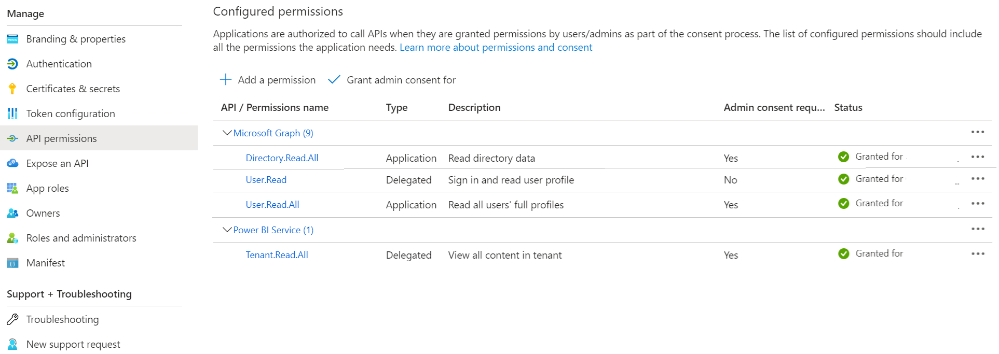 Manage
Branding & properties
Authentication
Certificates & secrets
Token configuration
API permissions
Expose an API
App roles
Owners
Roles and administrators
Manifest
Support + Troubleshooting
Troubleshooting
New support request
Configured permissions
Applications are authorized to call APIs when they are granted permissions by users/admins as part of the consent process. The list of configured permissions should include
all the permissions the application needs. Learn more about permissions and consent
Add a permission Grant admin consent for
API / Permissions name Type Description Admin consent requ... Status
Microsoft Graph (9)
Directory.Read.All Application Read directory data Yes Granted for
User.Read Delegated Sign in and read user profile No Granted for
User.Read.All Application Read all users' full profiles Yes Granted for
Power BI Service (1)
Tenant.Read.All Delegated View all content in tenant Yes Granted for